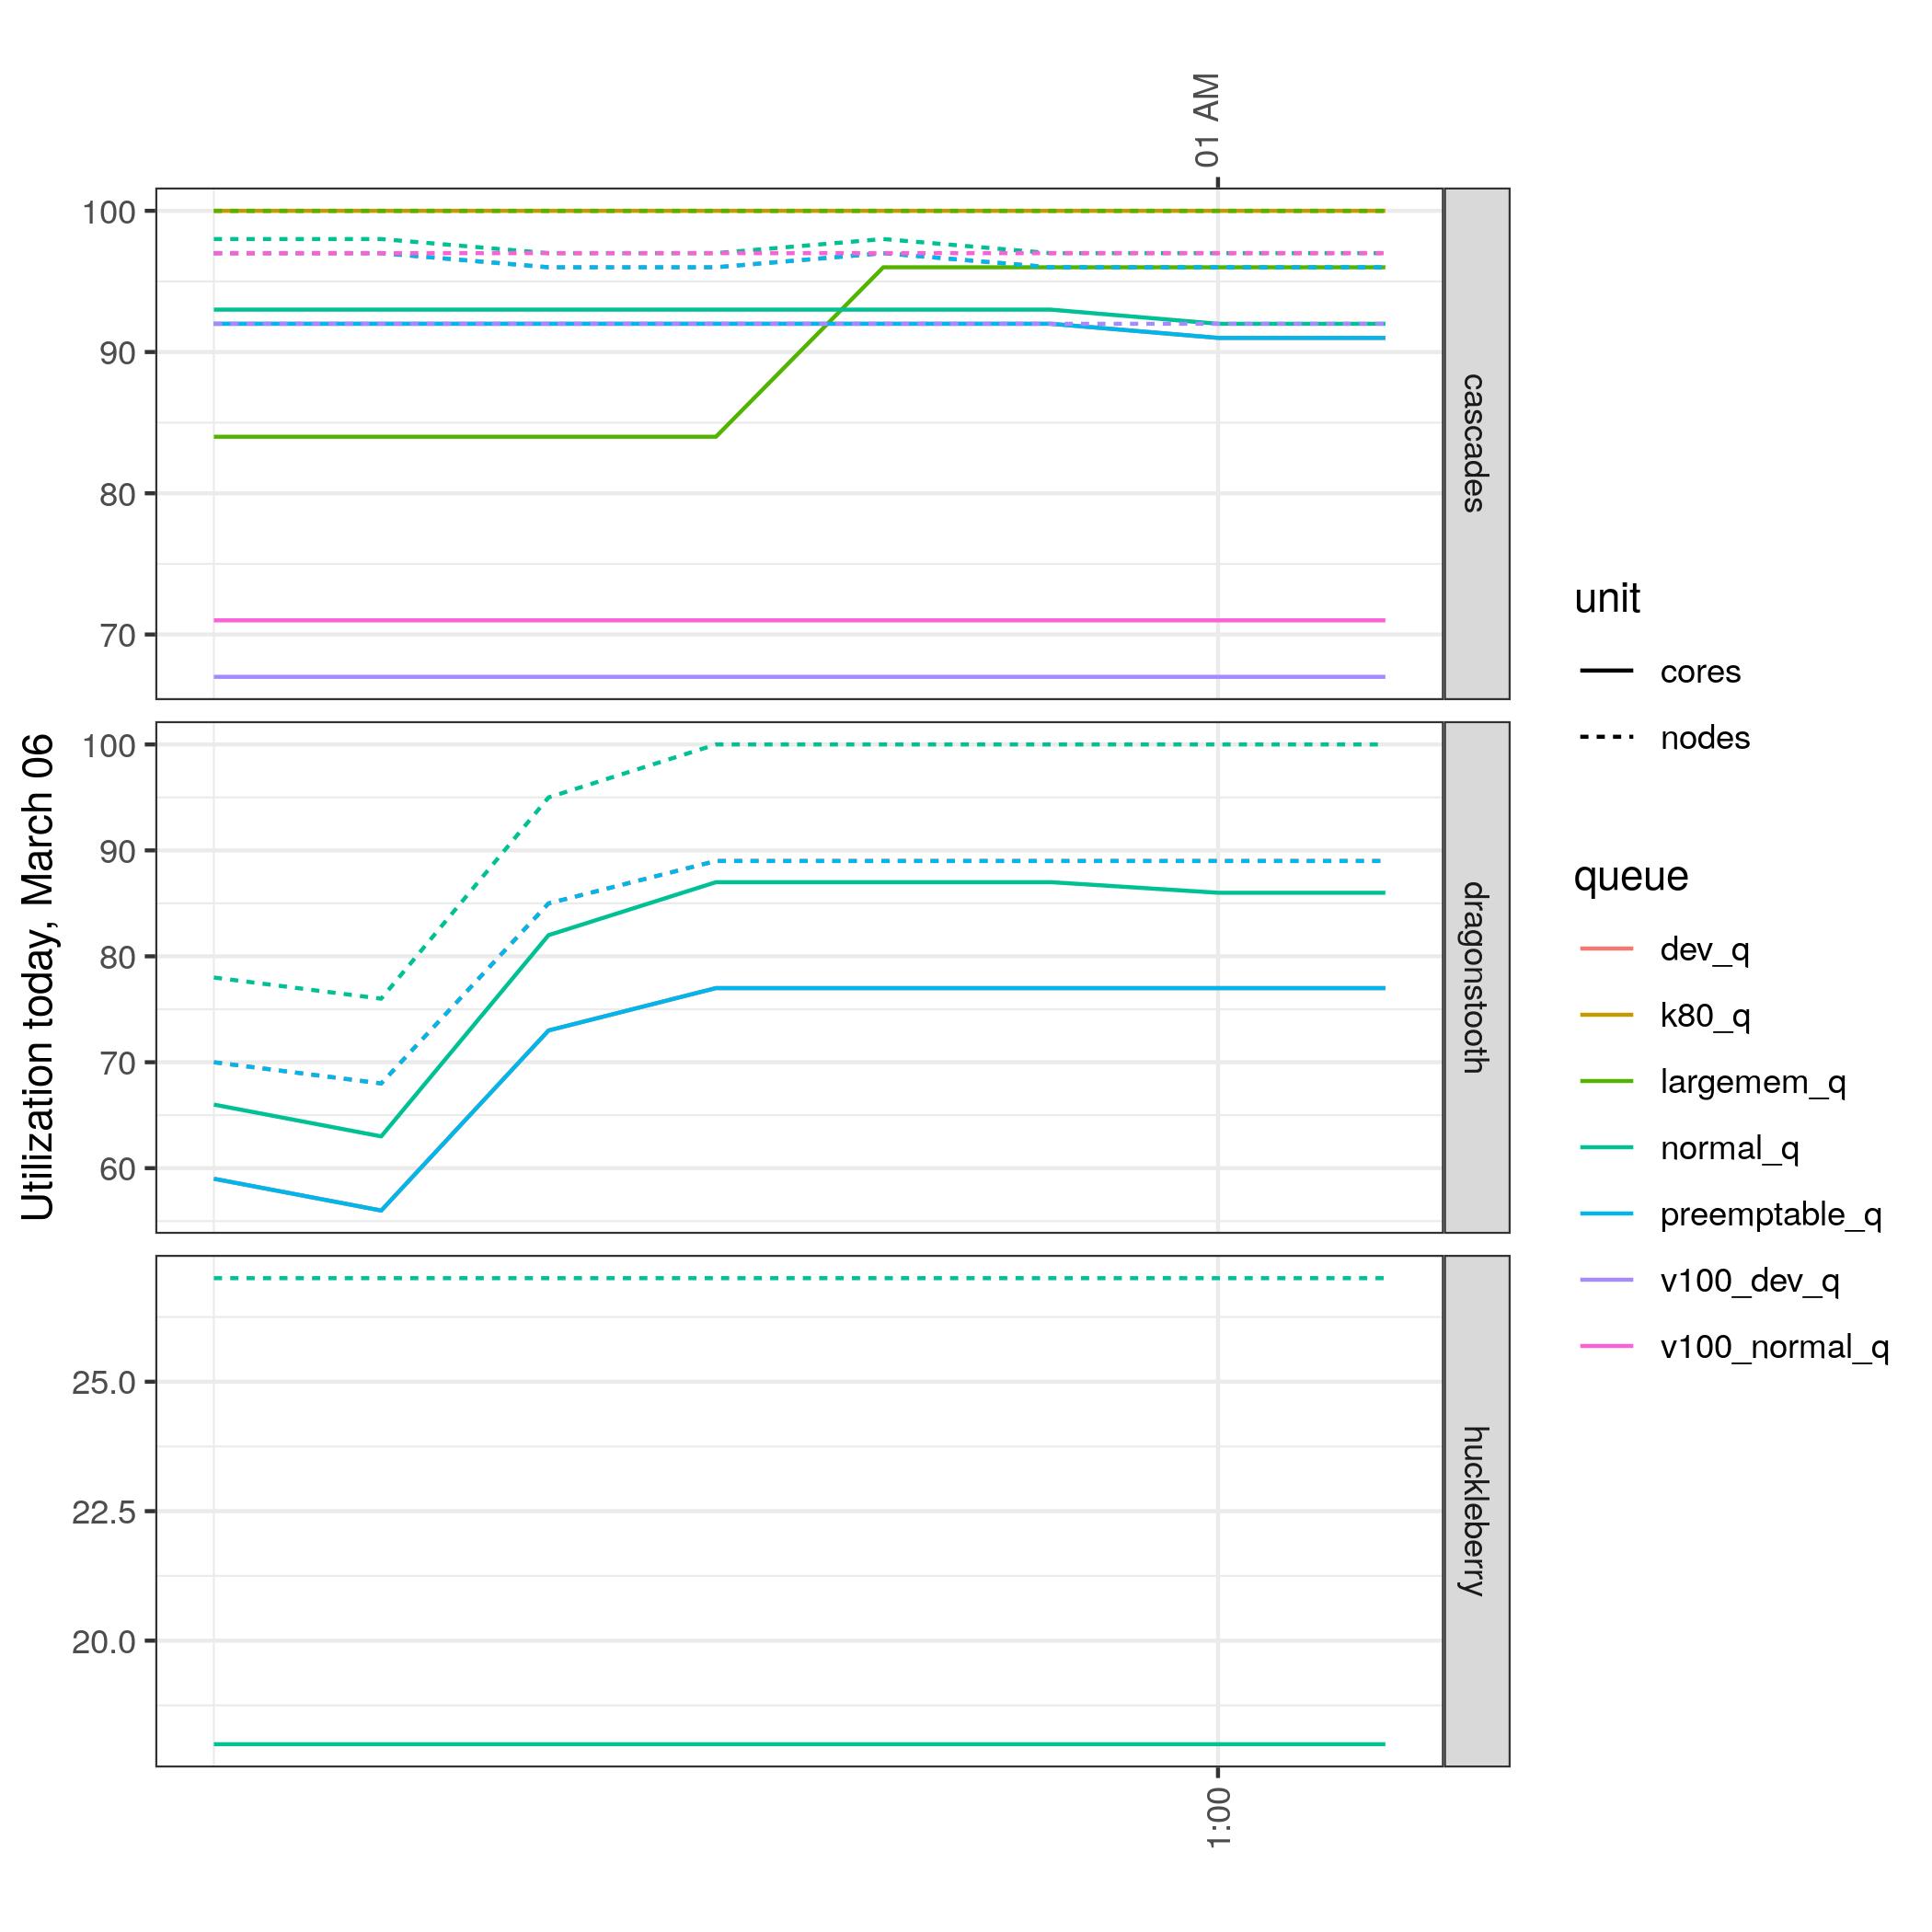 01 AM
Utilization today, March 06
100
90
80
70
cascades
100
90
80
70
60
dragonstooth
25.0
22.5
20.0
huckleberry
1:00
unit
cores
nodes
queue
dev_q
k80_q
largemem_q
normal_q
preemptable_q
v100_dev_q
v100_normal_q